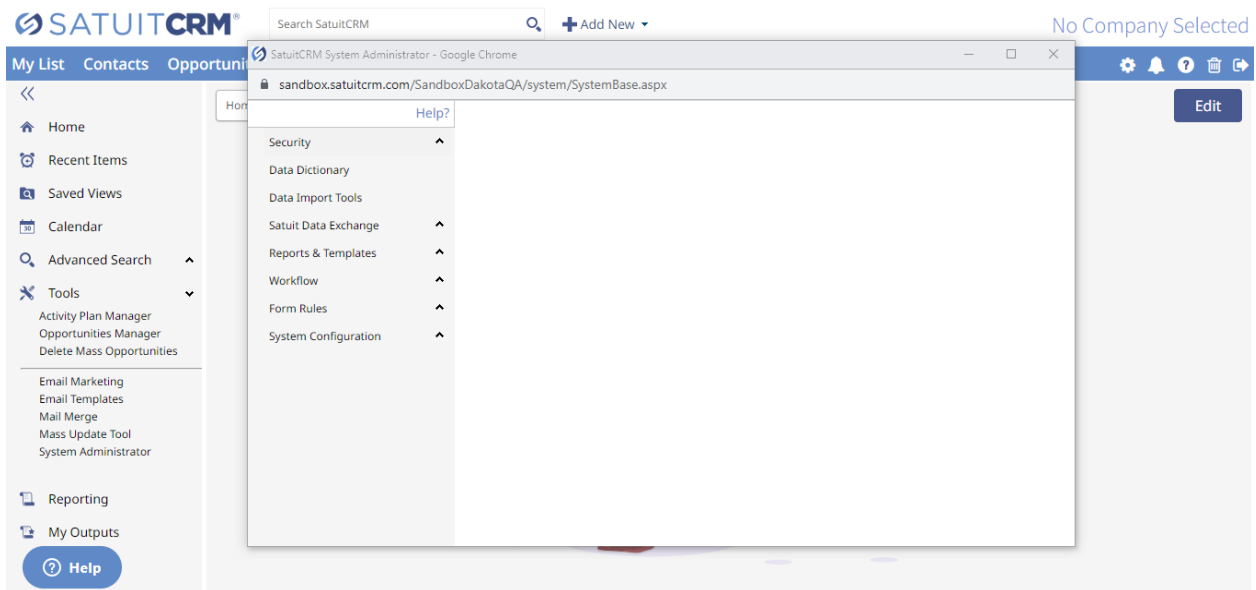 SATUITCRM®
Search SatuitCRM
Add New
No Company Selected
My List Contacts Opportuni
SatuitCRM System Administrator - Google Chrome
sandbox.satuitcrm.com/SandboxDakotaQA/system/SystemBase.aspx
Hom
Edit
Help?
Home
Recent Items
Saved Views
30
Calendar
Advanced Search
Tools
Activity Plan Manager
Opportunities Manager
Delete Mass Opportunities
Email Marketing
Email Templates
Mail Merge
Mass Update Tool
System Administrator
Reporting
My Outputs
Help
Security
Data Dictionary
Data Import Tools
Satuit Data Exchange
Reports & Templates
Workflow
Form Rules
System Configuration